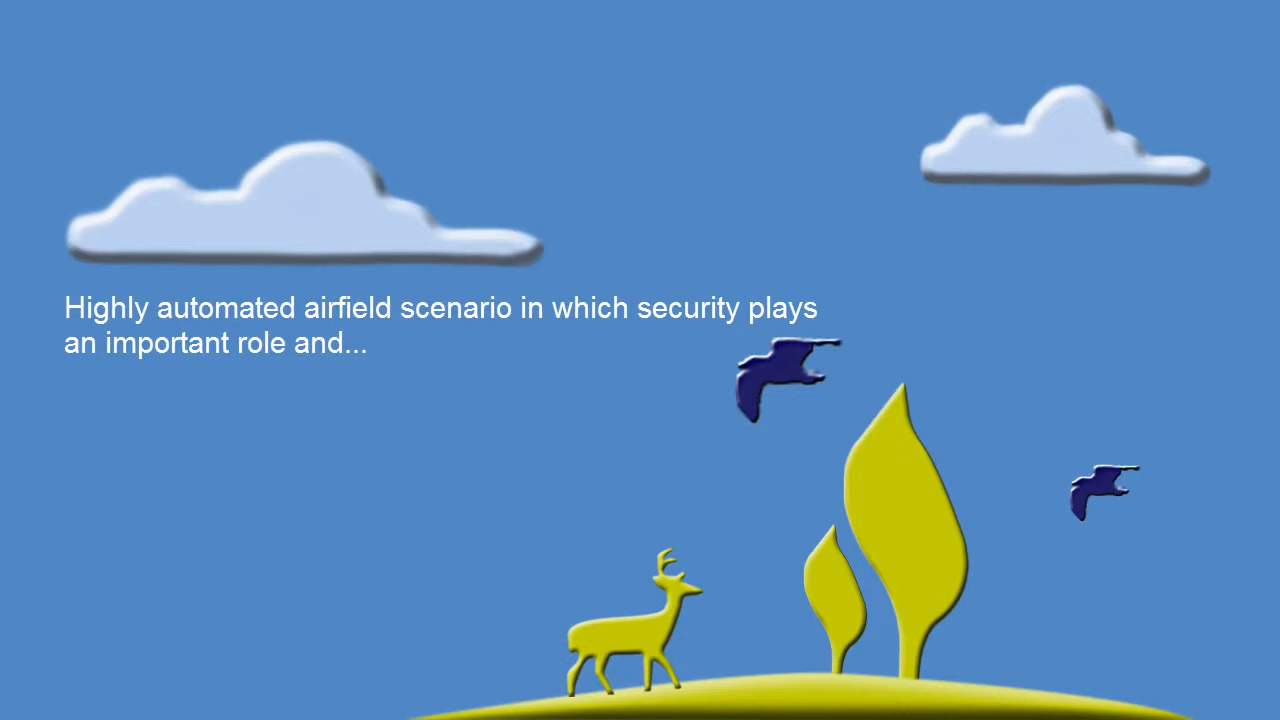 Highly automated airfield scenario in which security plays
an important role and...